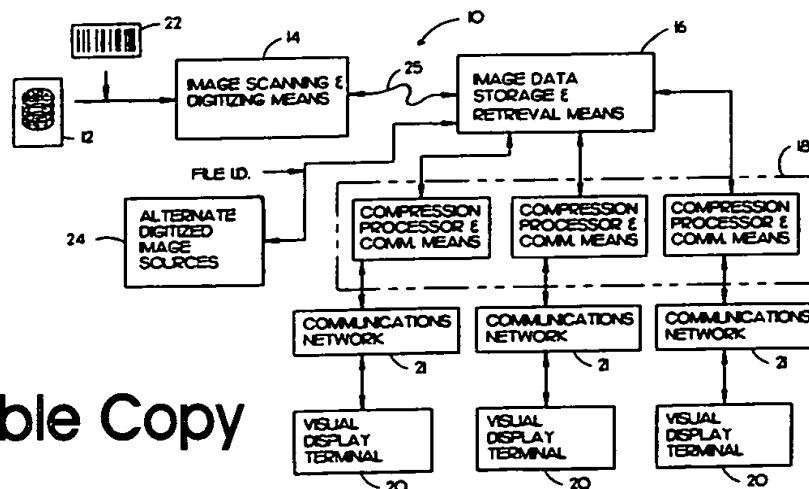 22
14
10
16
IMAGE SCANNING &
DIGITIZING MEANS
25
IMAGE DATA
STORAGE &
RETRIEVAL MEANS
12
FILE I.D.
18
24
ALTERNATE
DIGITIZED
IMAGE
SOURCES
COMPRESSION
PROCESSOR &
COMM. MEANS
COMPRESSION
PROCESSOR &
COMM. MEANS
COMPRESSION
PROCESSOR &
COMM. MEANS
COMMUNICATIONS
NETWORK
21
COMMUNICATIONS
NETWORK
21
COMMUNICATIONS
NETWORK
21
ble Copy
VISUAL
DISPLAY
TERMINAL
20
VISUAL
DISPLAY
TERMINAL
20
VISUAL
DISPLAY
TERMINAL
20